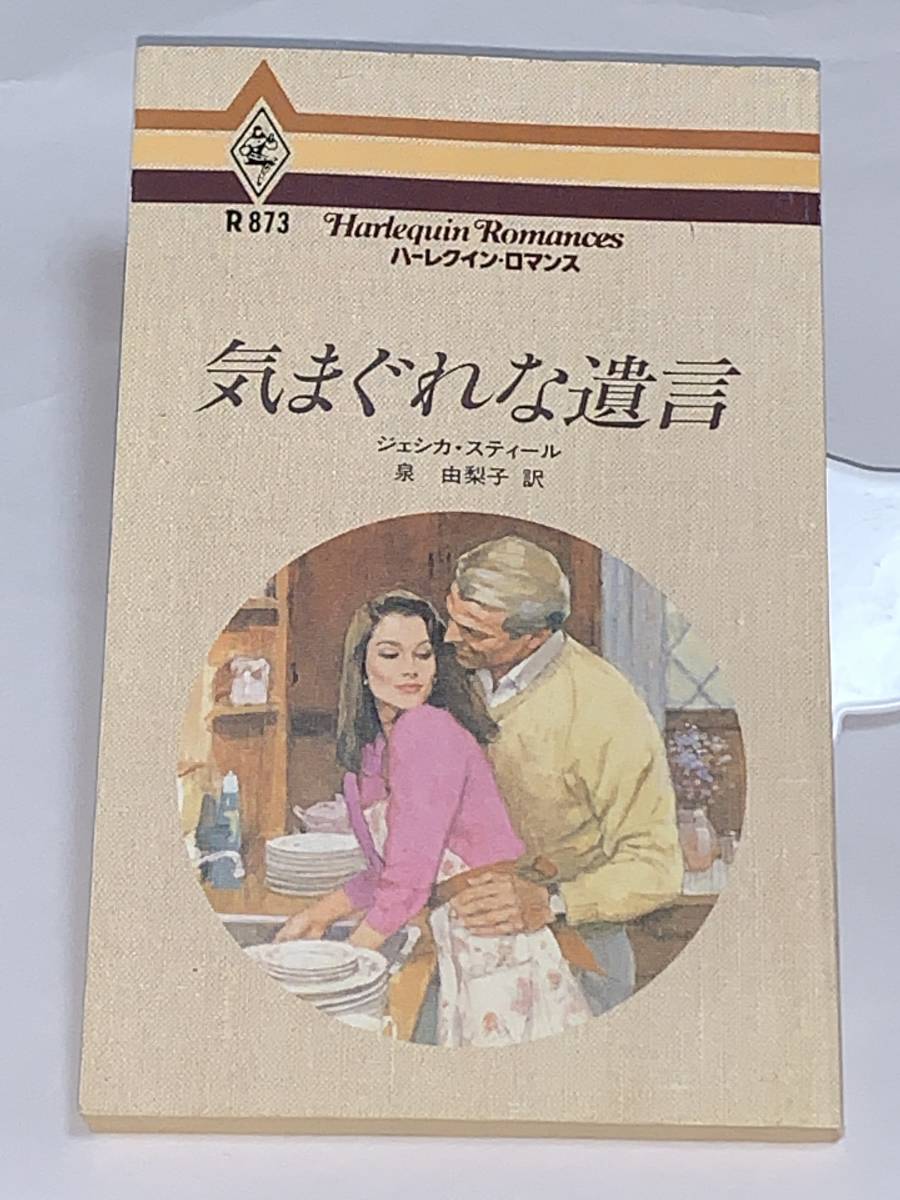 R873
Harlequin Romances
ハーレクイン・ロマンス
気まぐれな遺言
ジェシカ・スティール
泉 由梨子 訳